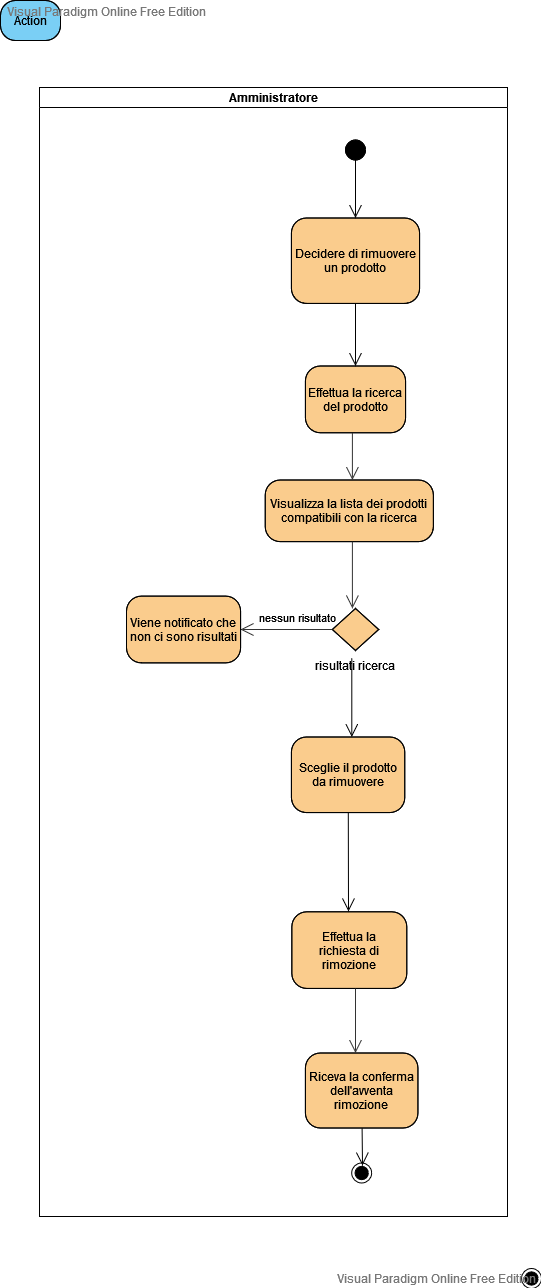 Visual Paradigm Online Free Edition
Action
Amministratore
Decidere di rimuovere
un prodotto
Effettua la ricerca
del prodotto
Visualizza la lista dei prodotti
compatibili con la ricerca
nessun risultato
Viene notificato che
non ci sono risultati
risultati ricerca
Sceglie il prodotto
da rimuovere
Effettua la
richiesta di
rimozione
Riceva la conferma
dell'avventa
rimozione
Visual Paradigm Online Free Edition